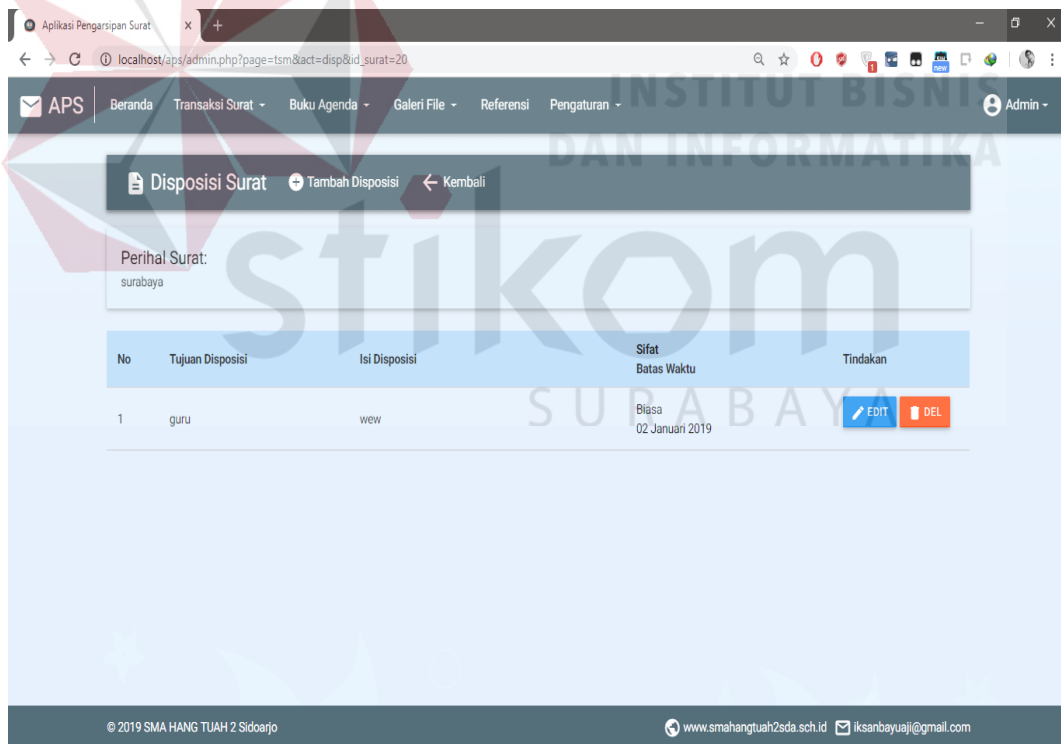 Aplikasi Pengarsipan Surat
localhost/aps/admin.php?page=tsm&act=disp&id_surat=20
1
new
APS
Beranda
Transaksi Surat
Buku Agenda
Galeri File
Referensi
Pengaturan
Admin
INSTITUT BISNIS
DAN INFORMATIKA
Disposisi Surat
Tambah Disposisi
Kembali
Perihal Surat:
surabaya
stikom
SURABAYA
No
Tujuan Disposisi
Isi Disposisi
Sifat
Batas Waktu
Tindakan
1
guru
wew
Biasa
02 Januari 2019
EDIT
DEL
© 2019 SMA HANG TUAH 2 Sidoarjo
www.smahangtuah2sda.sch.id
iksanbayuaji@gmail.com